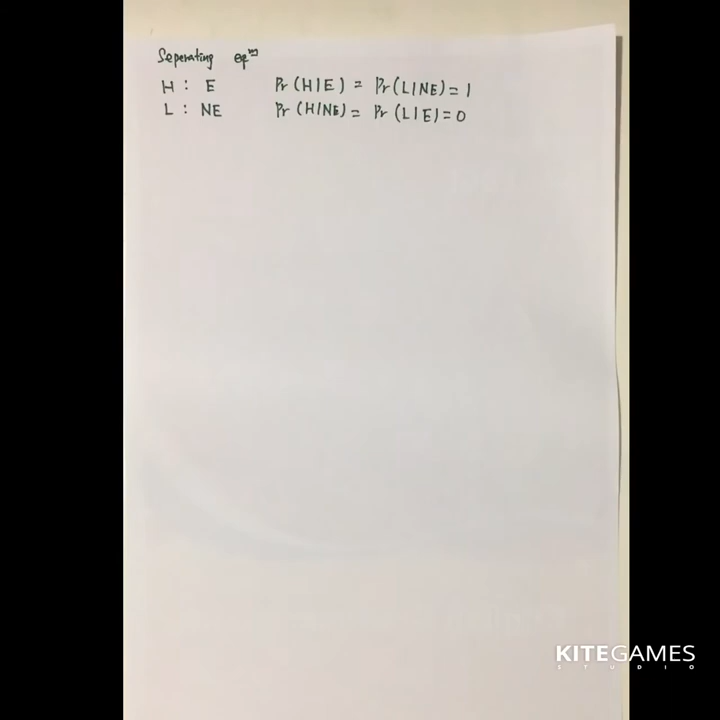 Seperating eqm
H : E Pr (H|E) = Pr (L|NE) = 1
L : NE Pr (H|NE) = Pr (L|E) = 0
KITEGAMES
STUDIO